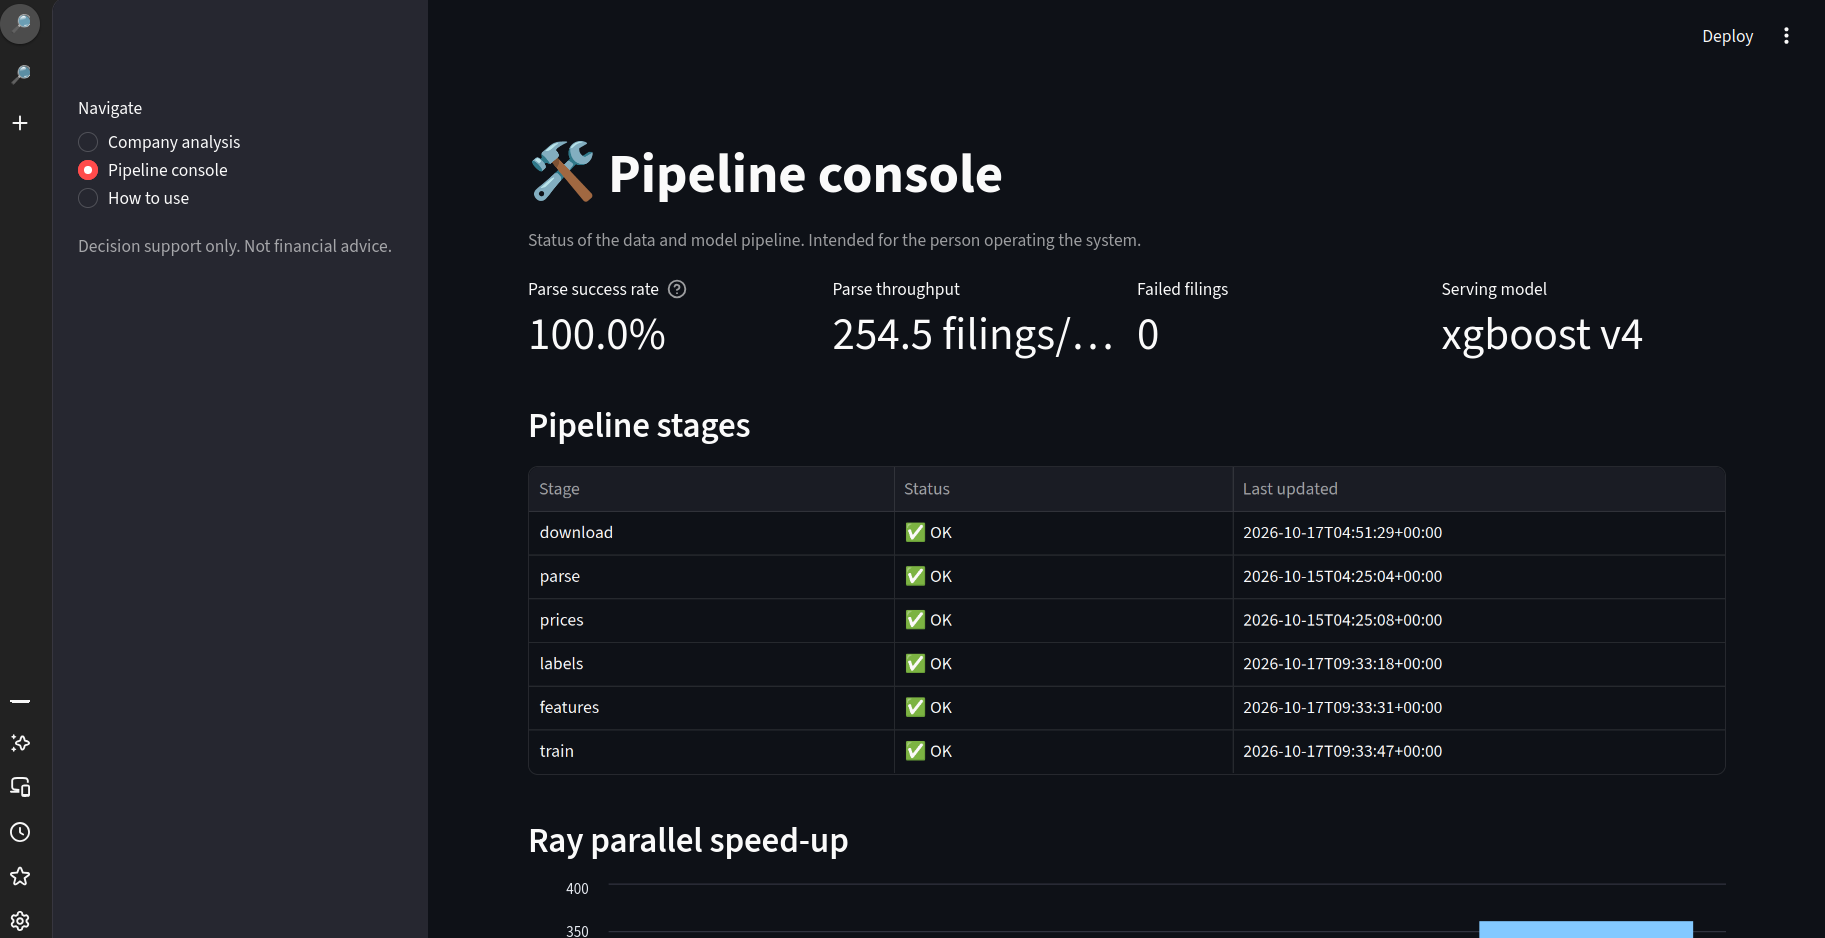 Deploy
Navigate
Company analysis
Pipeline console
How to use
Decision support only. Not financial advice.
Pipeline console
Status of the data and model pipeline. Intended for the person operating the system.
Parse success rate Parse throughput Failed filings Serving model
100.0% 254.5 filings/... 0 xgboost v4
Pipeline stages
Stage Status Last updated
download ✅ OK 2026-10-17T04:51:29+00:00
parse ✅ OK 2026-10-15T04:25:04+00:00
prices ✅ OK 2026-10-15T04:25:08+00:00
labels ✅ OK 2026-10-17T09:33:18+00:00
features ✅ OK 2026-10-17T09:33:31+00:00
train ✅ OK 2026-10-17T09:33:47+00:00
Ray parallel speed-up
400
350